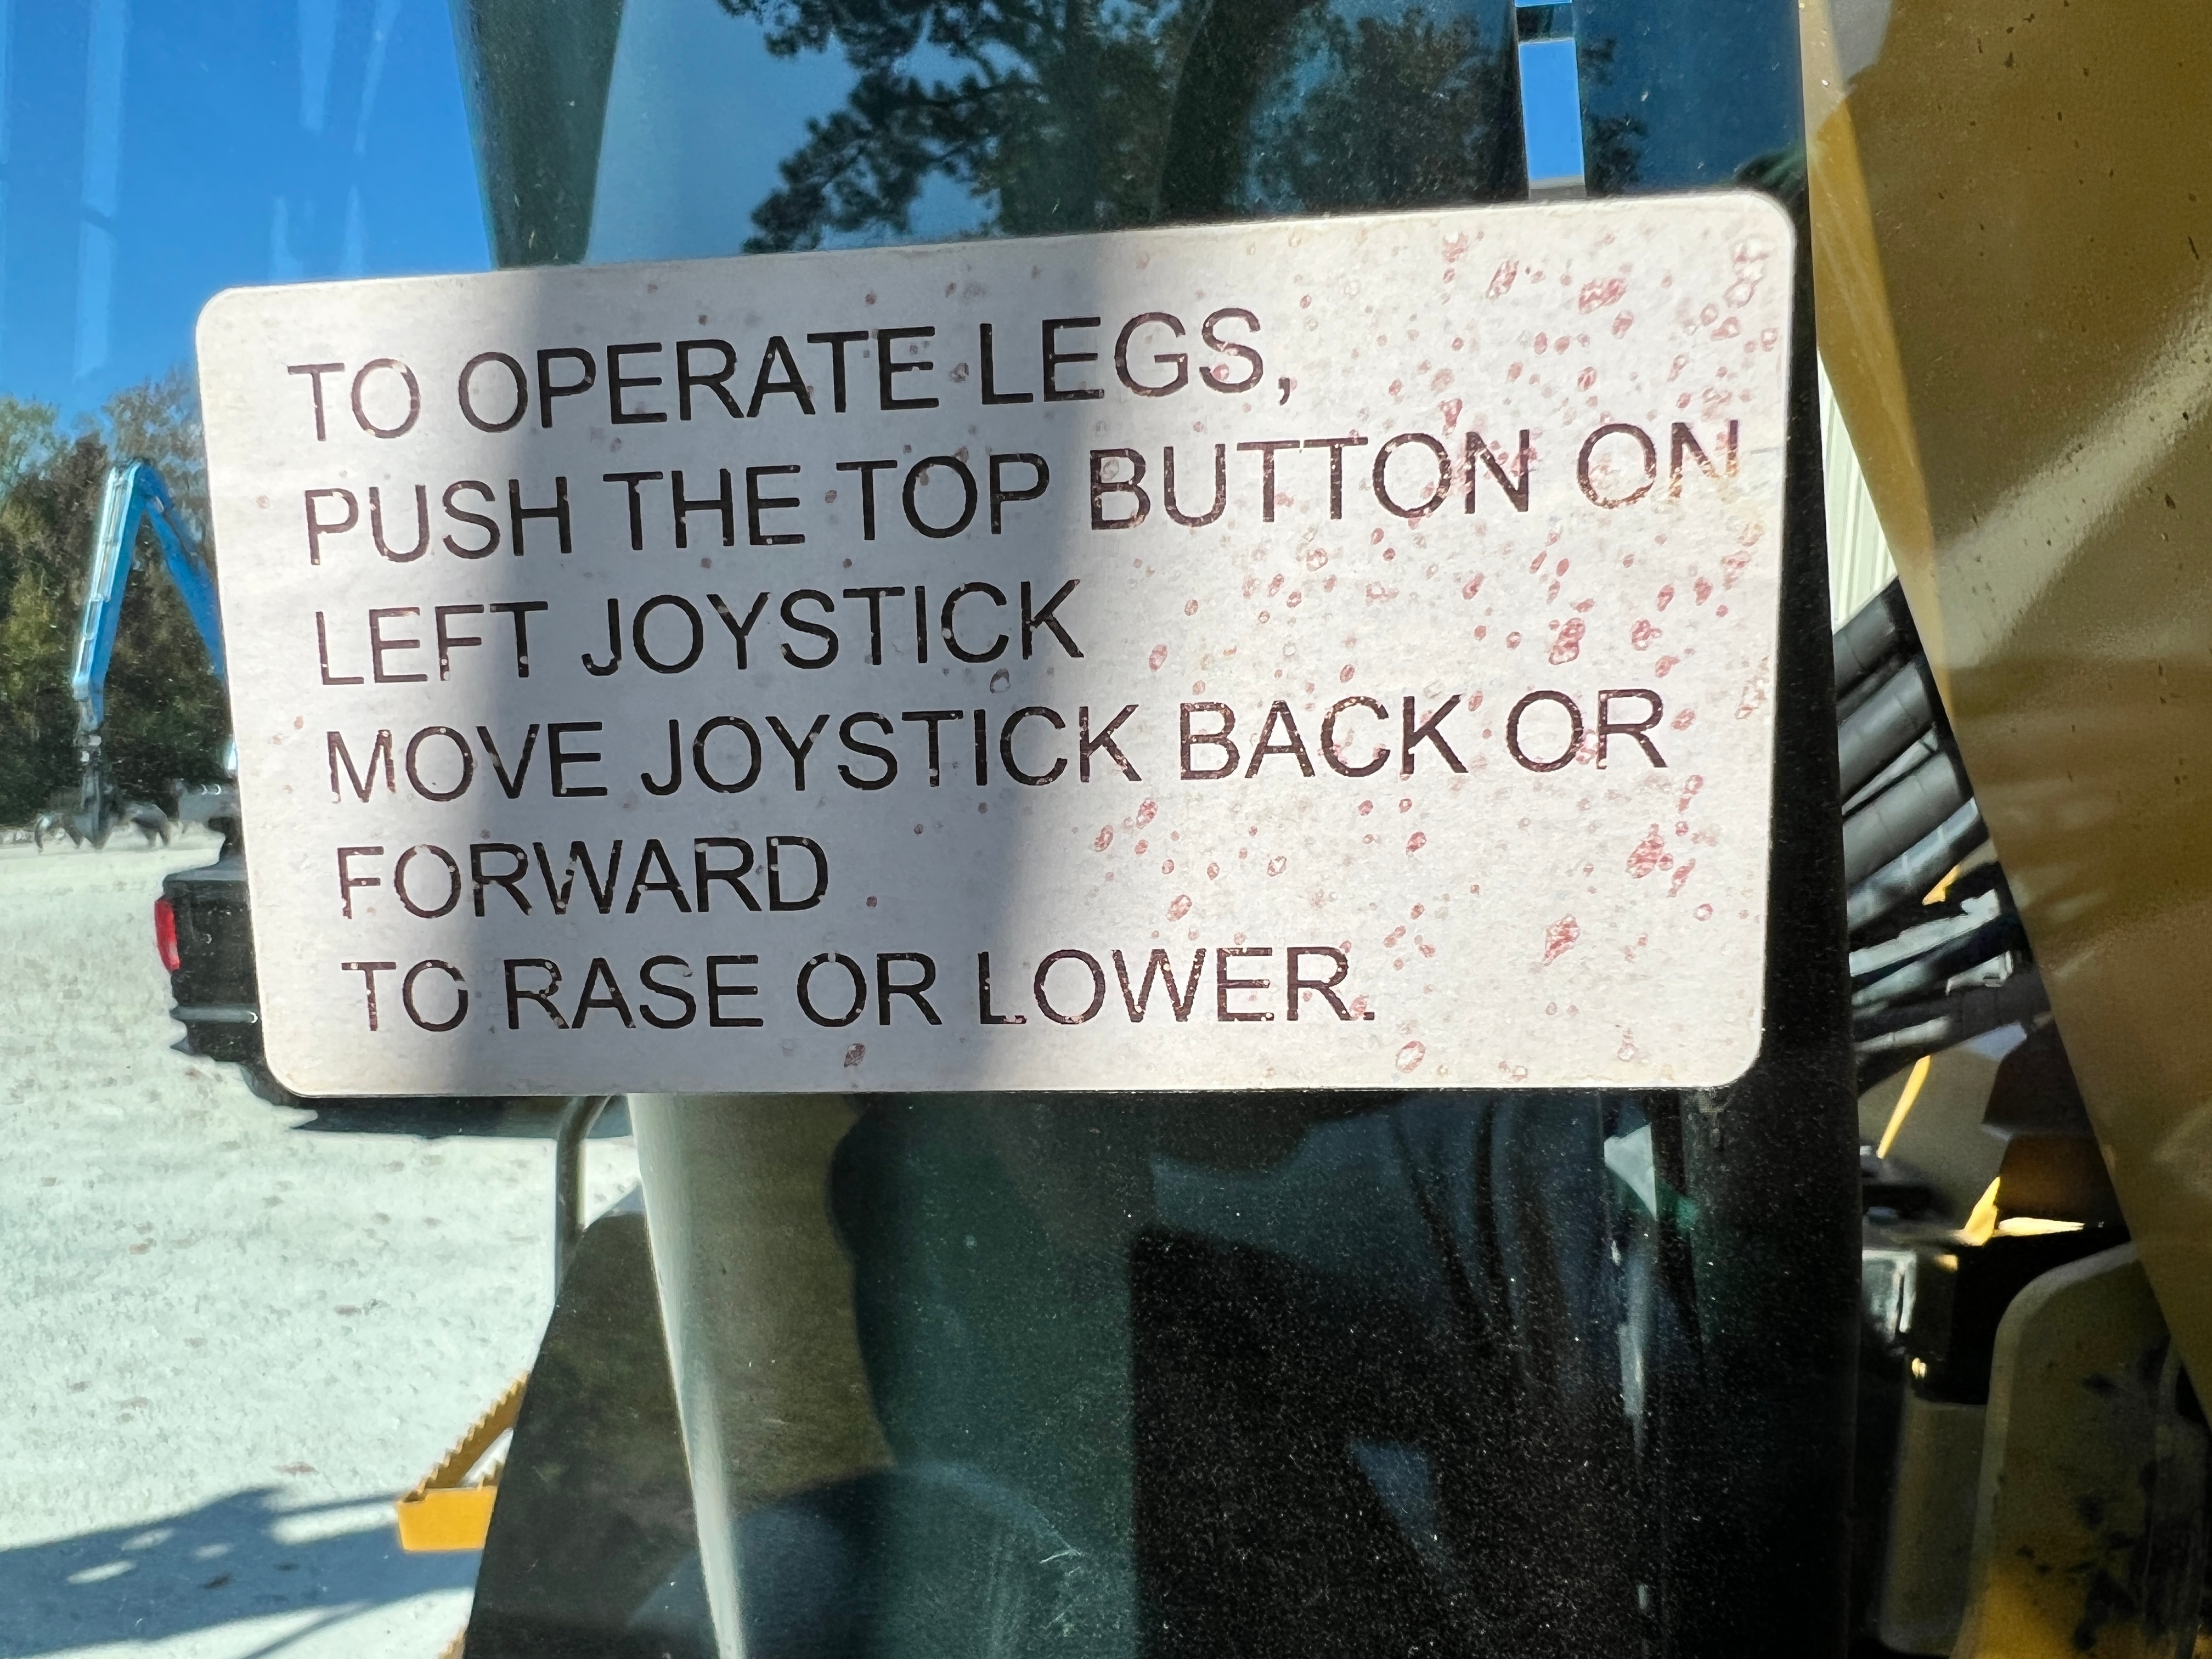 TO OPERATE LEGS,
PUSH THE TOP BUTTON ON
LEFT JOYSTICK
MOVE JOYSTICK BACK OR
FORWARD
TO RASE OR LOWER.